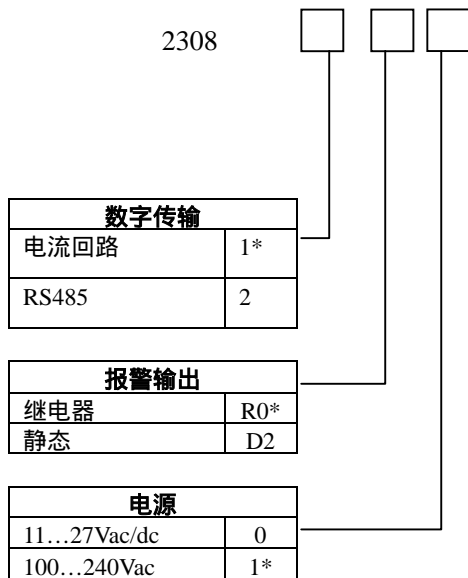 2308
数字传输
电流回路 1*
RS485 2
报警输出
继电器 R0*
静态 D2
电源
11…27Vac/dc 0
100…240Vac 1*